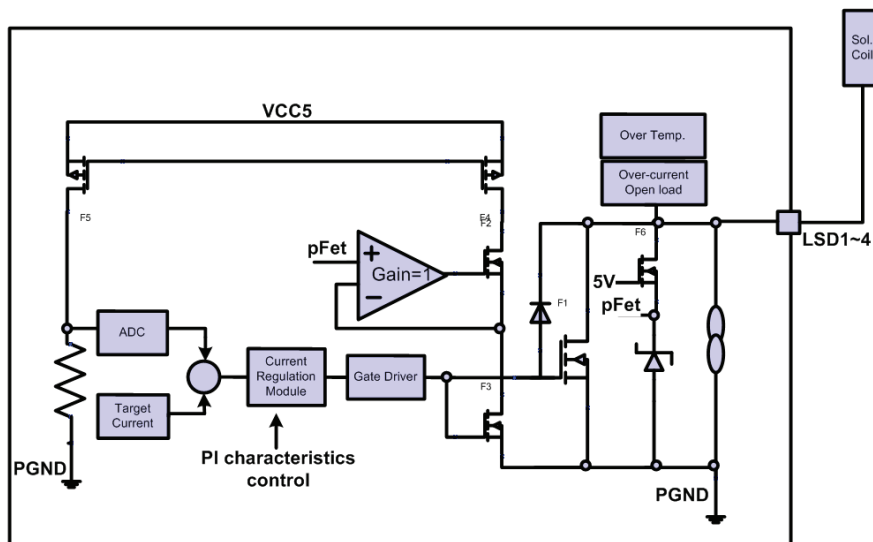 Sol.
Coil
VCC5
Over Temp.
Over-current
Open load
F5
F4
F2
F6
LSD1~4
pFet
+
Gain=1
−
5V
pFet
F1
ADC
Current
Regulation
Module
Gate Driver
F3
Target
Current
PI characteristics
control
PGND
PGND